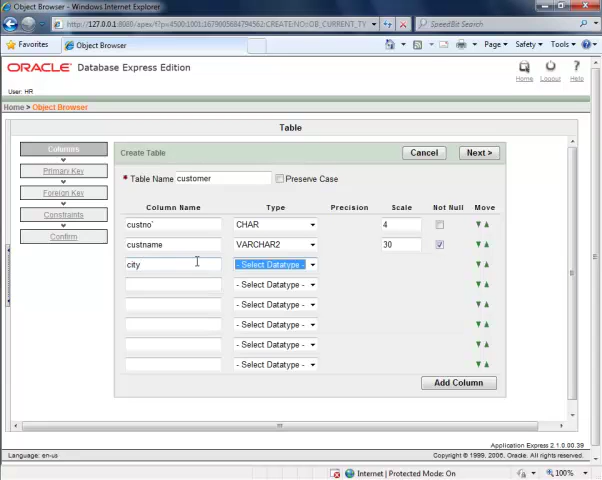 Object Browser - Windows Internet Explorer
http://127.0.0.1:8080/apex/f?p=4500:1001:1679005684794562:CREATE:NO::OB_CURRENT_TY
SpeedBit Search
Favorites
Object Browser
Page
Safety
Tools
ORACLE Database Express Edition
Home Logout Help
User: HR
Home > Object Browser
Table
Columns
Primary Key
Foreign Key
Constraints
Confirm
Create Table
Cancel
Next >
* Table Name customer
Preserve Case
Column Name Type Precision Scale Not Null Move
custno` CHAR 4
custname VARCHAR2 30
city - Select Datatype -
- Select Datatype -
- Select Datatype -
- Select Datatype -
- Select Datatype -
- Select Datatype -
Add Column
Application Express 2.1.0.00.39
Language: en-us
Copyright © 1999, 2006, Oracle. All rights reserved.
Internet | Protected Mode: On
100%